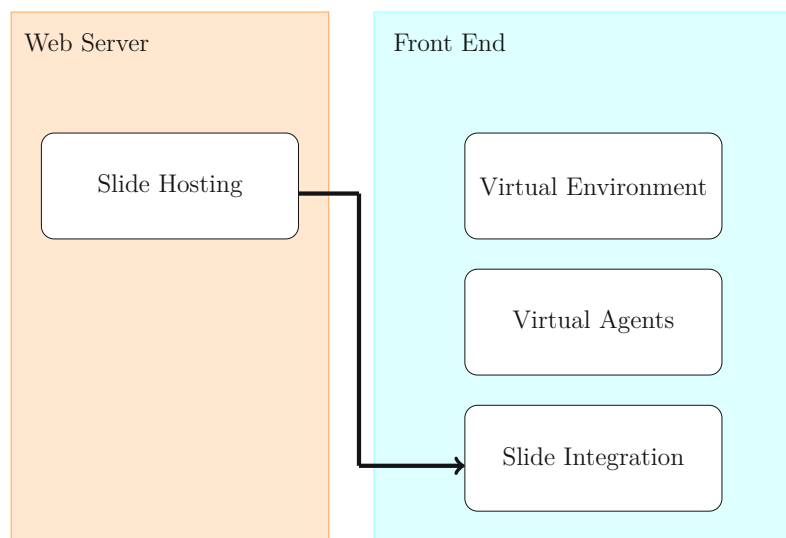 Web Server
Front End
Slide Hosting
Virtual Environment
Virtual Agents
Slide Integration